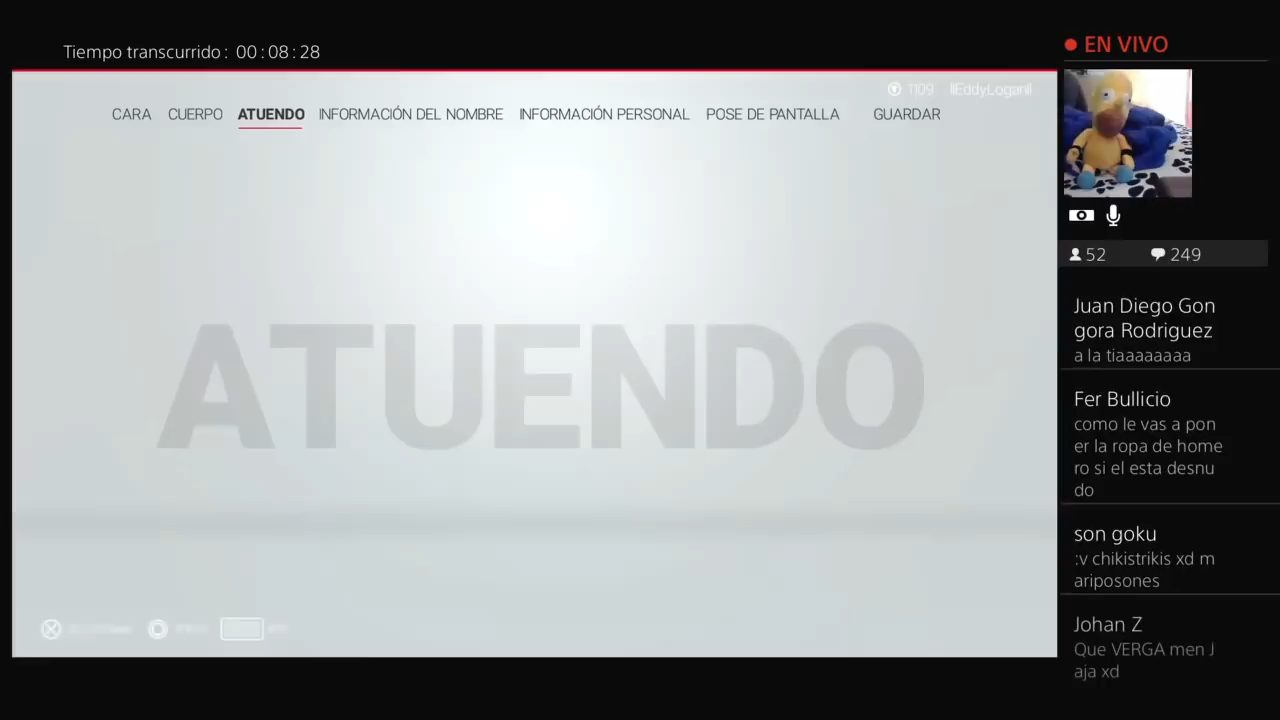 Tiempo transcurrido : 00 : 08 : 28
EN VIVO
1109 llEddyLoganll
CARA CUERPO ATUENDO INFORMACIÓN DEL NOMBRE INFORMACIÓN PERSONAL POSE DE PANTALLA GUARDAR
ATUENDO
52 249
Juan Diego Gon
gora Rodriguez
a la tiaaaaaaaa
Fer Bullicio
como le vas a pon
er la ropa de home
ro si el esta desnu
do
son goku
:v chikistrikis xd m
ariposones
Johan Z
Que VERGA men J
aja xd